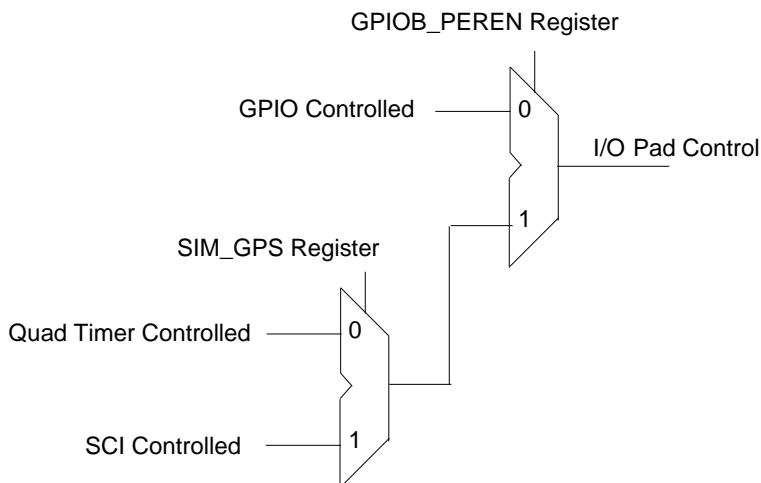 GPIOB_PEREN Register
GPIO Controlled
0
I/O Pad Control
1
SIM_GPS Register
Quad Timer Controlled
0
SCI Controlled
1